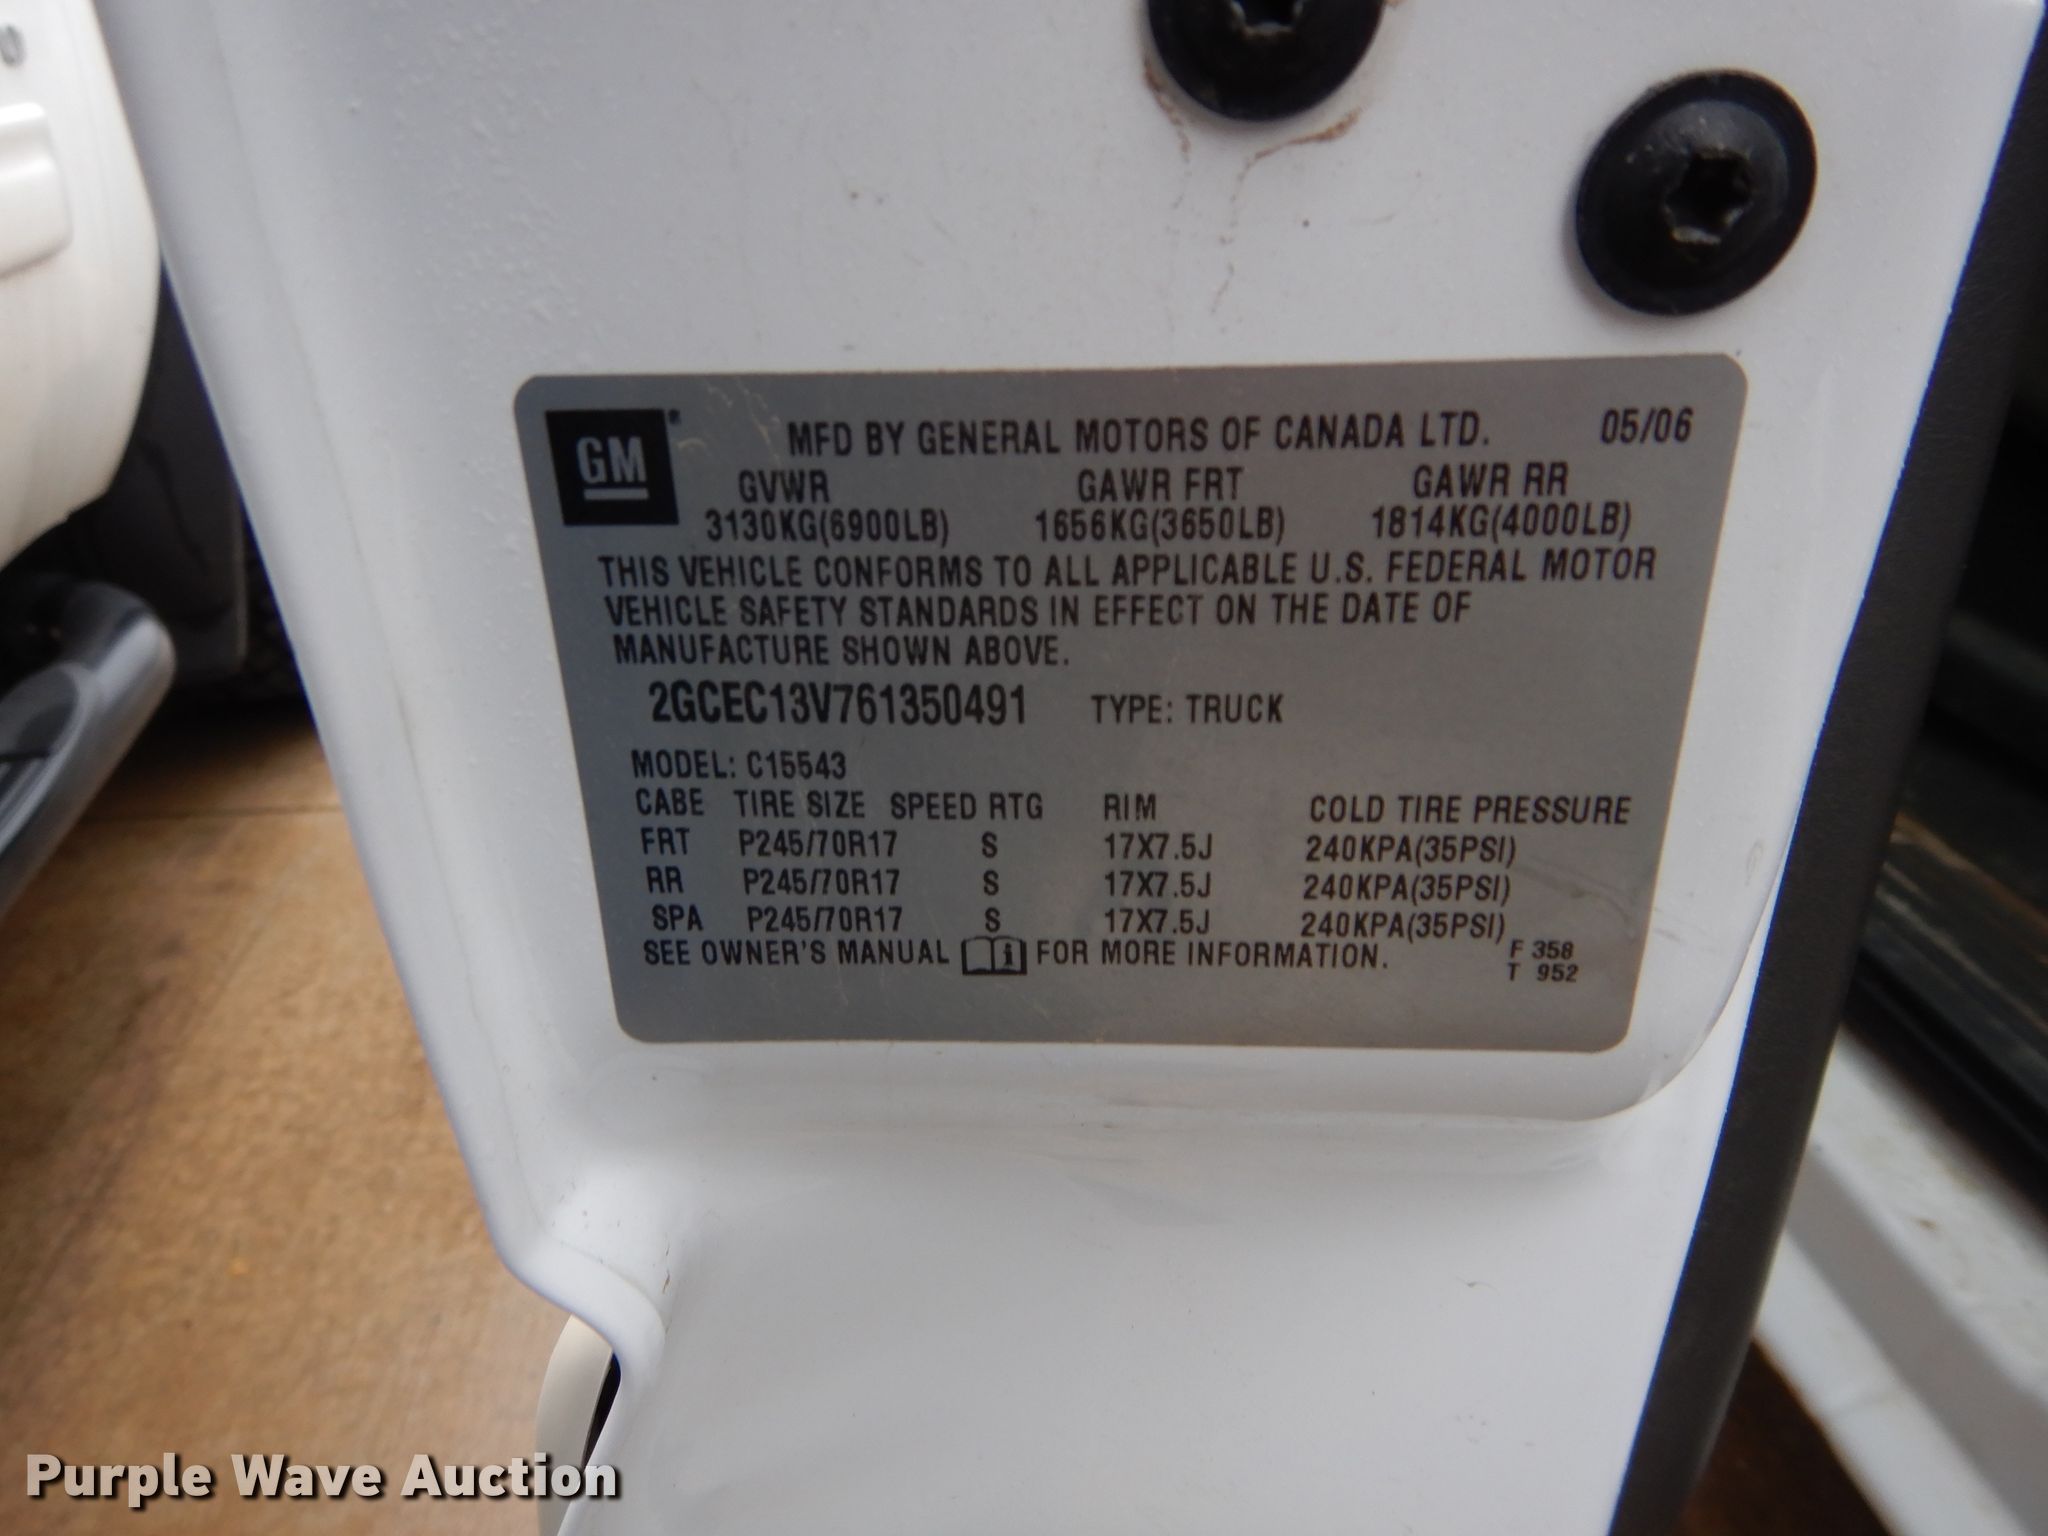 GM
MFD BY GENERAL MOTORS OF CANADA LTD. 05/06
GVWR GAWR FRT GAWR RR
3130KG(6900LB) 1656KG(3650LB) 1814KG(4000LB)
THIS VEHICLE CONFORMS TO ALL APPLICABLE U.S. FEDERAL MOTOR
VEHICLE SAFETY STANDARDS IN EFFECT ON THE DATE OF
MANUFACTURE SHOWN ABOVE.
2GCEC13V761350491 TYPE: TRUCK
MODEL: C15543
CABE TIRE SIZE SPEED RTG RIM COLD TIRE PRESSURE
FRT P245/70R17 S 17X7.5J 240KPA(35PSI)
RR P245/70R17 S 17X7.5J 240KPA(35PSI)
SPA P245/70R17 S 17X7.5J 240KPA(35PSI)
SEE OWNER'S MANUAL i FOR MORE INFORMATION. F 358
T 952
Purple Wave Auction